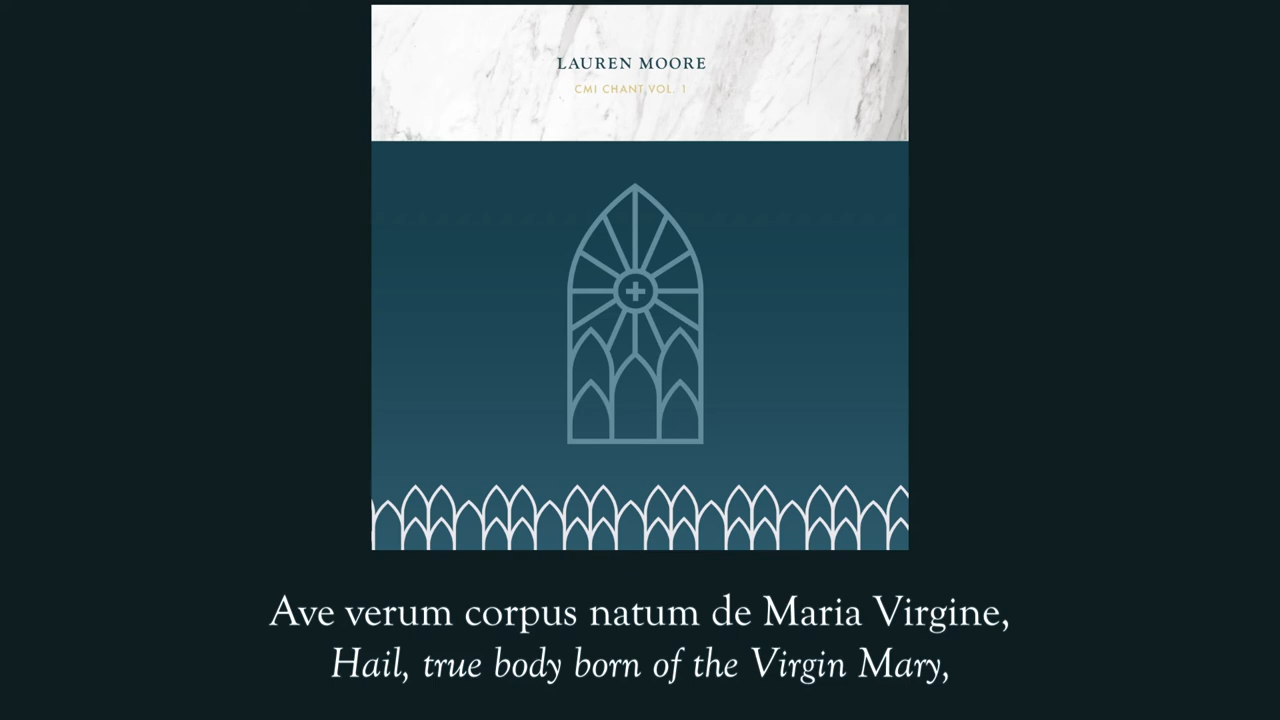 LAUREN MOORE
CMI CHANT VOL. 1
Ave verum corpus natum de Maria Virgine,
Hail, true body born of the Virgin Mary,